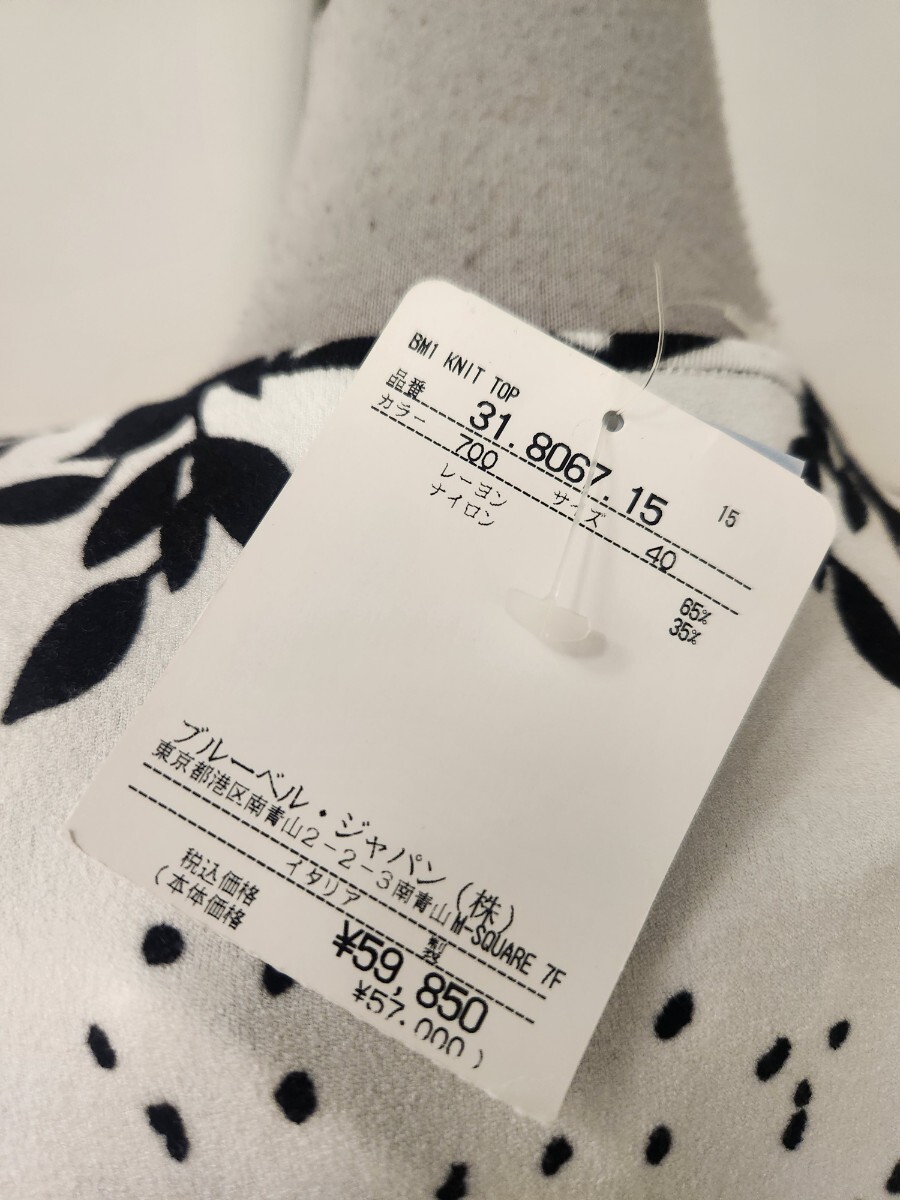 BM1 KNIT TOP
品番 31.8067.15 15
カラー 700 サイズ 40
レーヨン 65%
ナイロン 35%
ブルーベル・ジャパン(株)
東京都港区南青山2-2-3南青山M-SQUARE 7F
イタリア 製
税込価格 ¥59,850
(本体価格 ¥57,000)